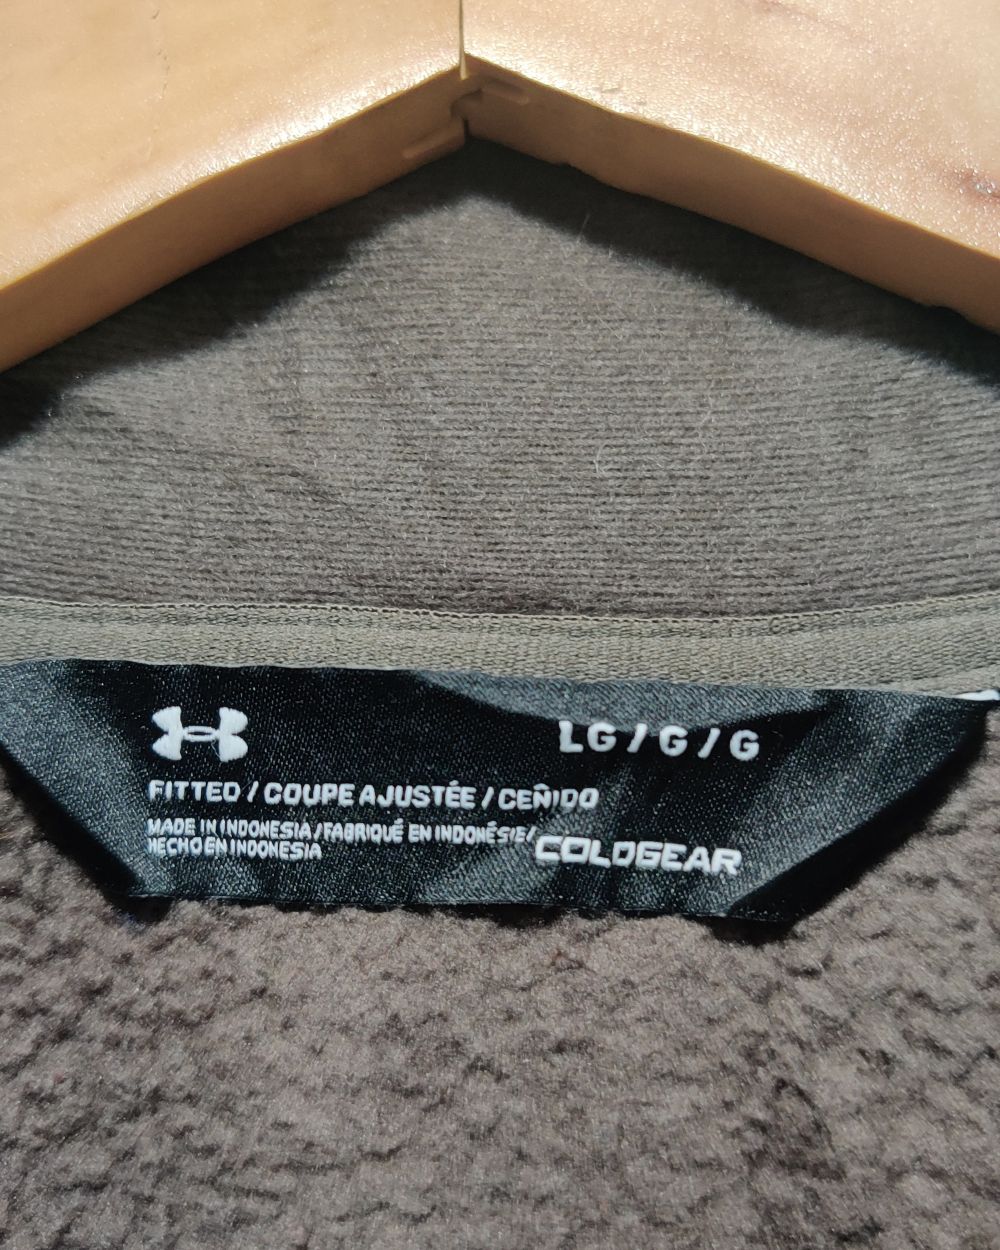 LG / G / G
FITTED / COUPE AJUSTÉE / CEÑIDO
MADE IN INDONESIA / FABRIQUÉ EN INDONÉSIE /
HECHO EN INDONESIA
COLDGEAR